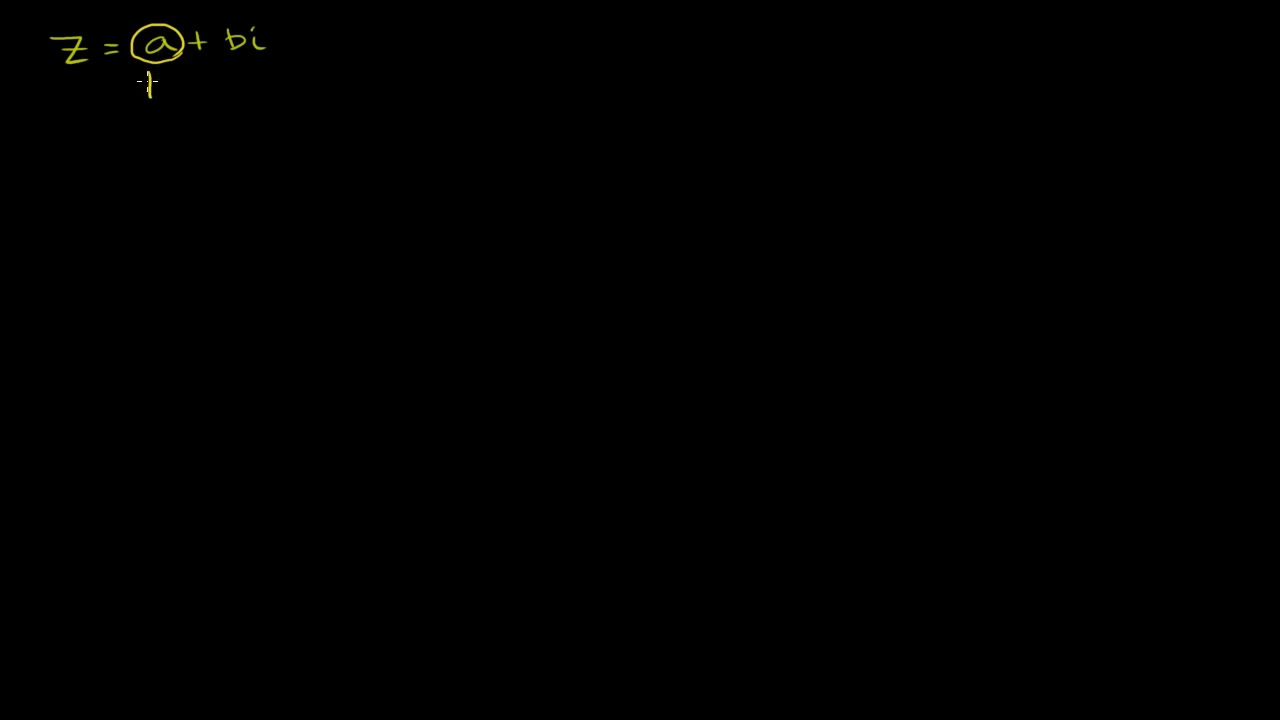 z = a + bi